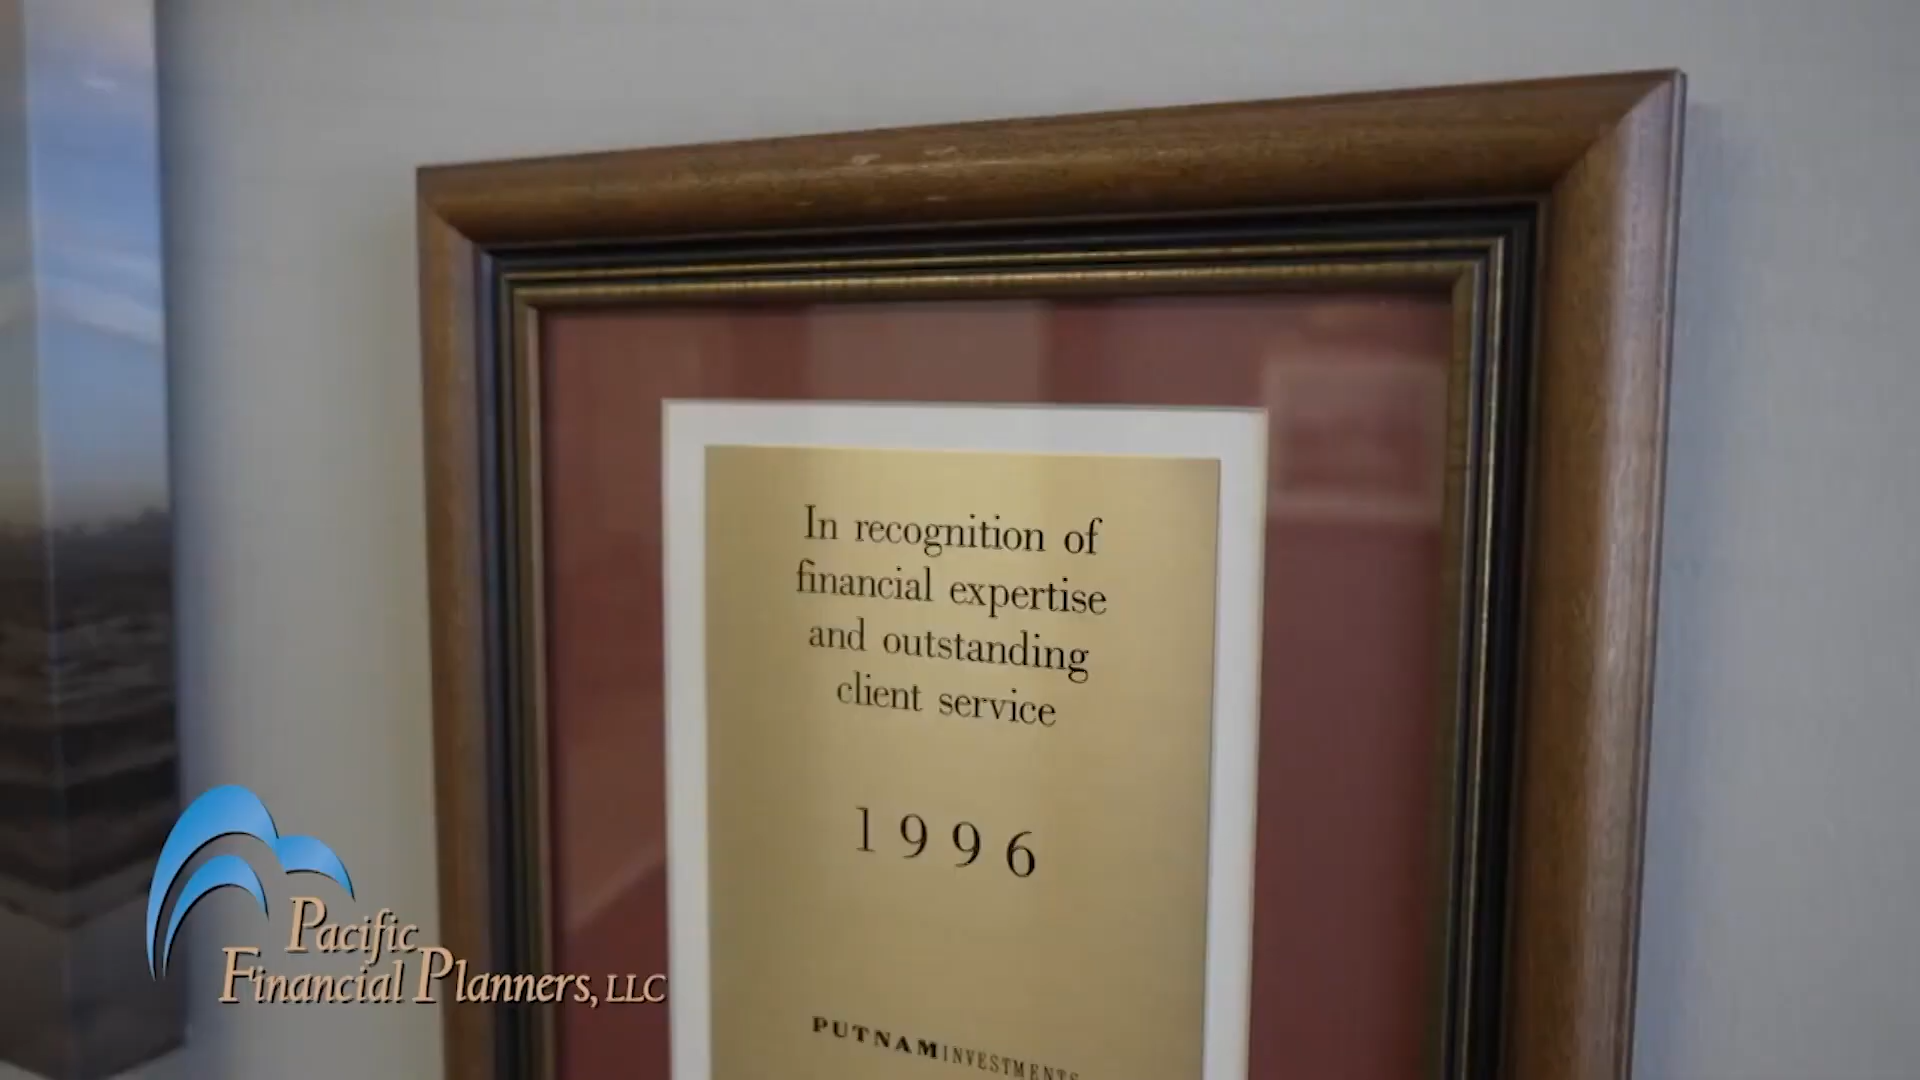 In recognition of
financial expertise
and outstanding
client service
1996
PUTNAM INVESTMENTS
Pacific
Financial Planners, LLC